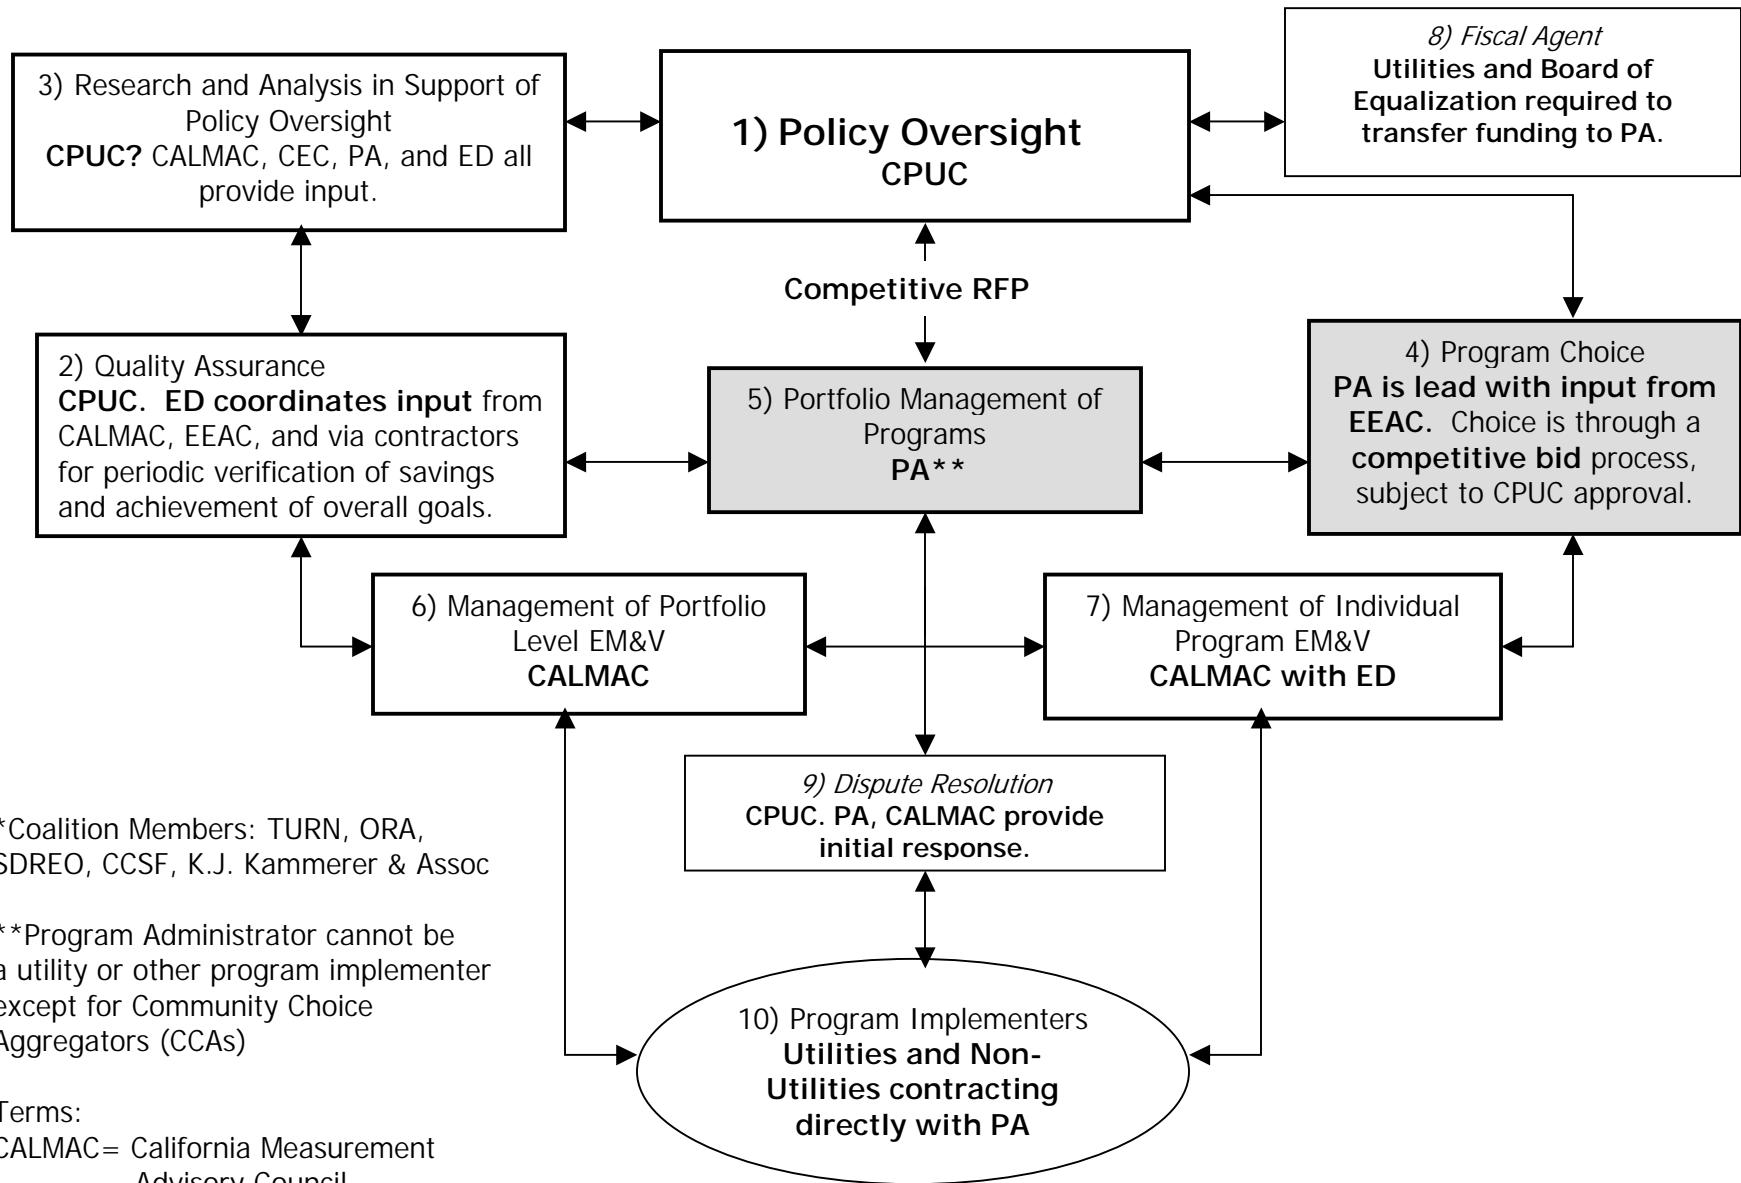 3) Research and Analysis in Support of
Policy Oversight
CPUC? CALMAC, CEC, PA, and ED all
provide input.
1) Policy Oversight
CPUC
8) Fiscal Agent
Utilities and Board of
Equalization required to
transfer funding to PA.
Competitive RFP
2) Quality Assurance
CPUC. ED coordinates input from
CALMAC, EEAC, and via contractors
for periodic verification of savings
and achievement of overall goals.
5) Portfolio Management of
Programs
PA**
4) Program Choice
PA is lead with input from
EEAC. Choice is through a
competitive bid process,
subject to CPUC approval.
6) Management of Portfolio
Level EM&V
CALMAC
7) Management of Individual
Program EM&V
CALMAC with ED
9) Dispute Resolution
CPUC. PA, CALMAC provide
initial response.
*Coalition Members: TURN, ORA,
SDREO, CCSF, K.J. Kammerer & Assoc
**Program Administrator cannot be
a utility or other program implementer
except for Community Choice
Aggregators (CCAs)
Terms:
CALMAC= California Measurement
Advisory Council
10) Program Implementers
Utilities and Non-
Utilities contracting
directly with PA